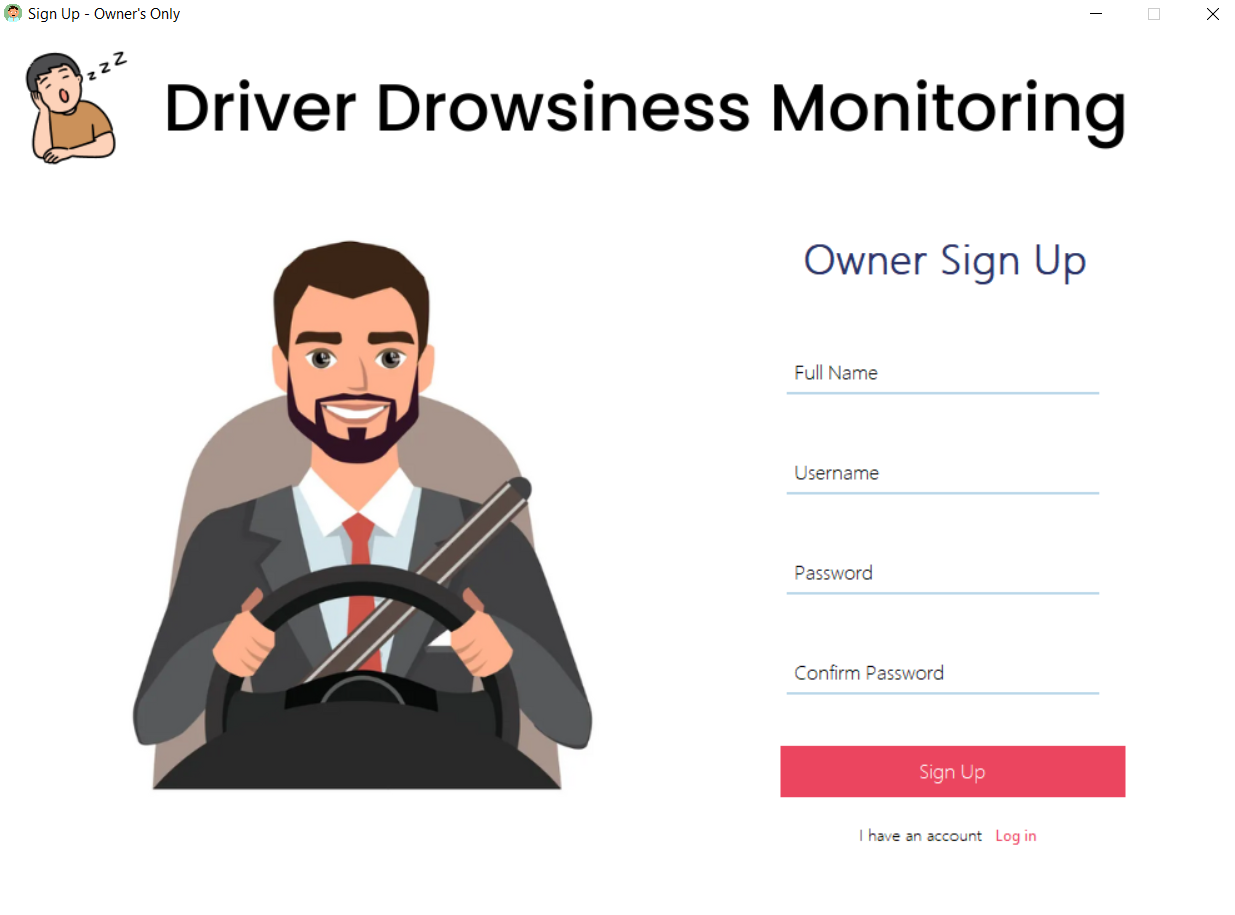 Sign Up - Owner's Only
z z Z
Driver Drowsiness Monitoring
Owner Sign Up
Full Name
Username
Password
Confirm Password
Sign Up
I have an account Log in